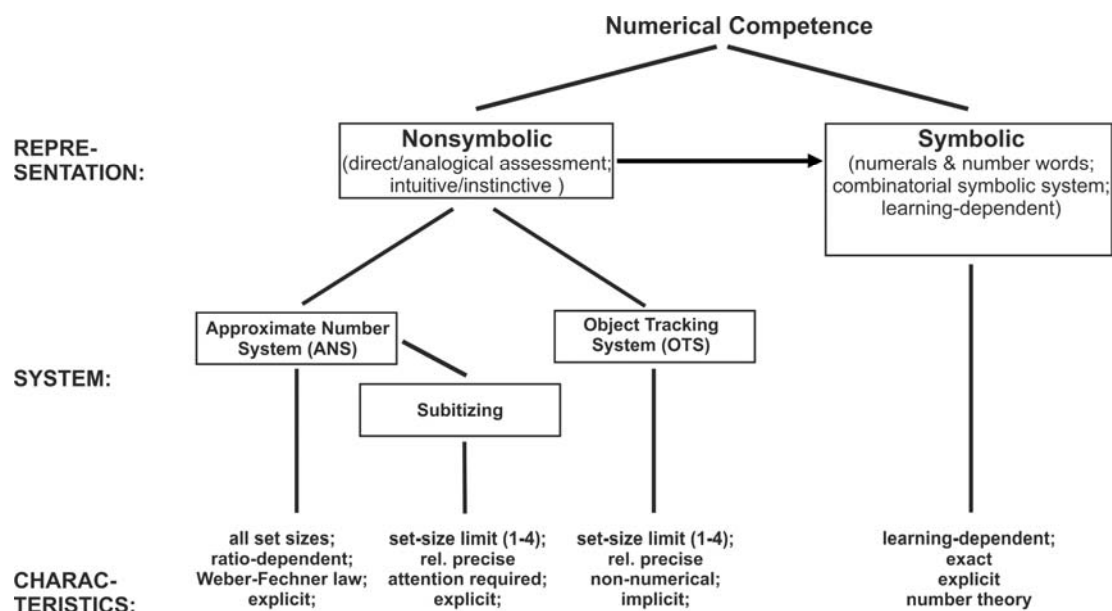 Numerical Competence
REPRE-
SENTATION:
Nonsymbolic
(direct/analogical assessment;
intuitive/instinctive )
Symbolic
(numerals & number words;
combinatorial symbolic system;
learning-dependent)
SYSTEM:
Approximate Number
System (ANS)
Subitizing
Object Tracking
System (OTS)
CHARAC-
TERISTICS:
all set sizes;
ratio-dependent;
Weber-Fechner law;
explicit;
set-size limit (1-4);
rel. precise
attention required;
explicit;
set-size limit (1-4);
rel. precise
non-numerical;
implicit;
learning-dependent;
exact
explicit
number theory